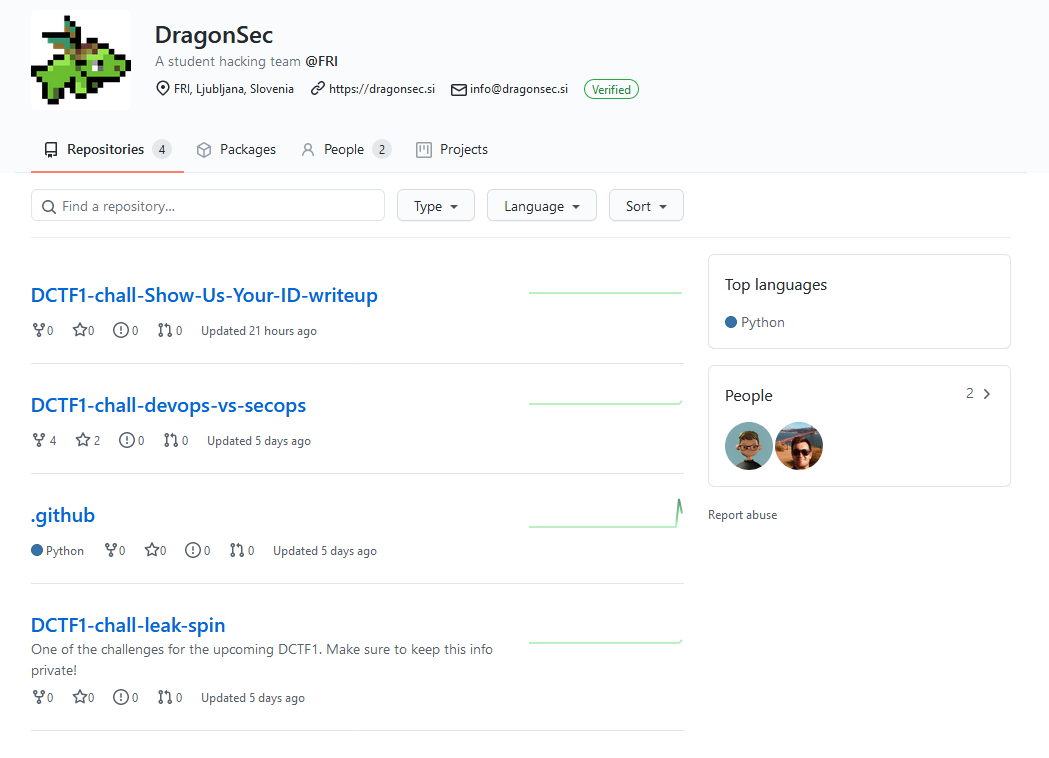 DragonSec
A student hacking team @FRI
FRI, Ljubljana, Slovenia https://dragonsec.si info@dragonsec.si Verified
Repositories 4 Packages People 2 Projects
Find a repository... Type Language Sort
DCTF1-chall-Show-Us-Your-ID-writeup
0 0 0 0 Updated 21 hours ago
DCTF1-chall-devops-vs-secops
4 2 0 0 Updated 5 days ago
.github
Python 0 0 0 0 Updated 5 days ago
DCTF1-chall-leak-spin
One of the challenges for the upcoming DCTF1. Make sure to keep this info
private!
0 0 0 0 Updated 5 days ago
Top languages
Python
People 2
Report abuse